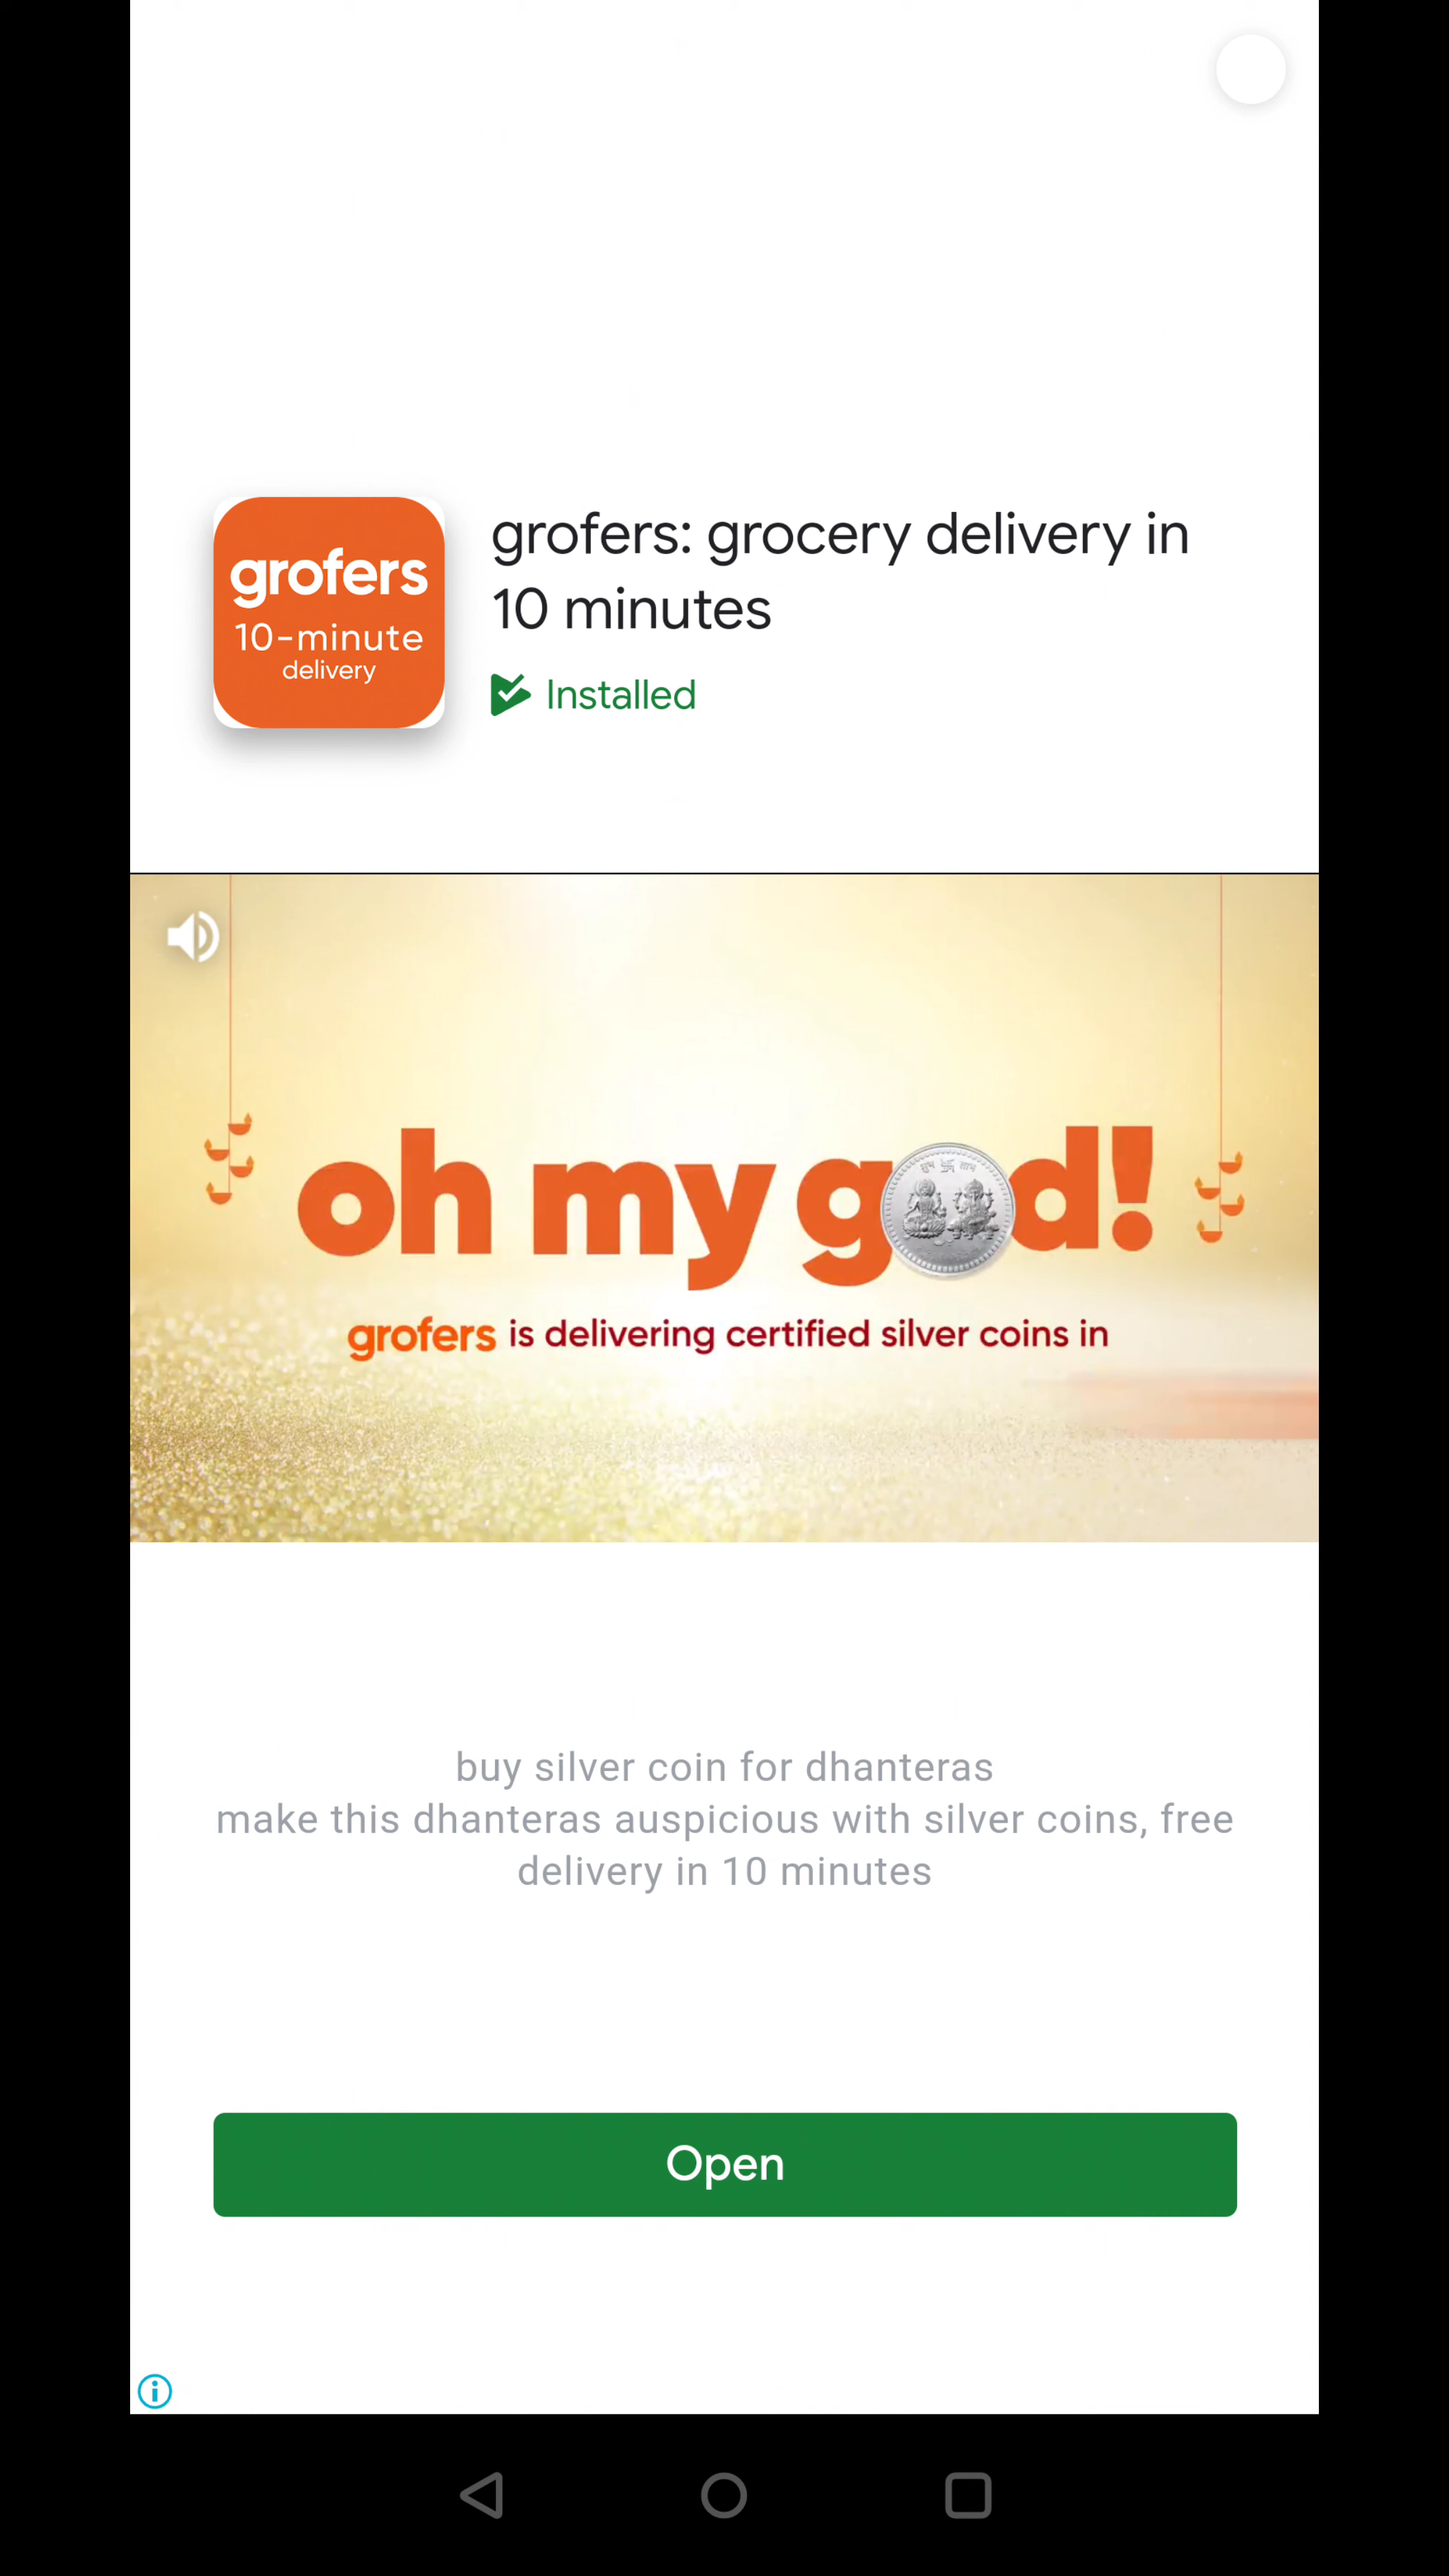 grofers: grocery delivery in
10 minutes
grofers
10-minute
delivery
Installed
oh my g d!
शुभ 卐 लाभ
grofers is delivering certified silver coins in
buy silver coin for dhanteras
make this dhanteras auspicious with silver coins, free
delivery in 10 minutes
Open